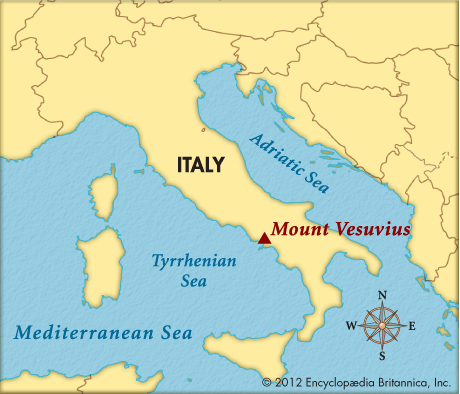 Adriatic Sea
ITALY
Mount Vesuvius
Tyrrhenian
Sea
Mediterranean Sea
N
W E
S
© 2012 Encyclopædia Britannica, Inc.